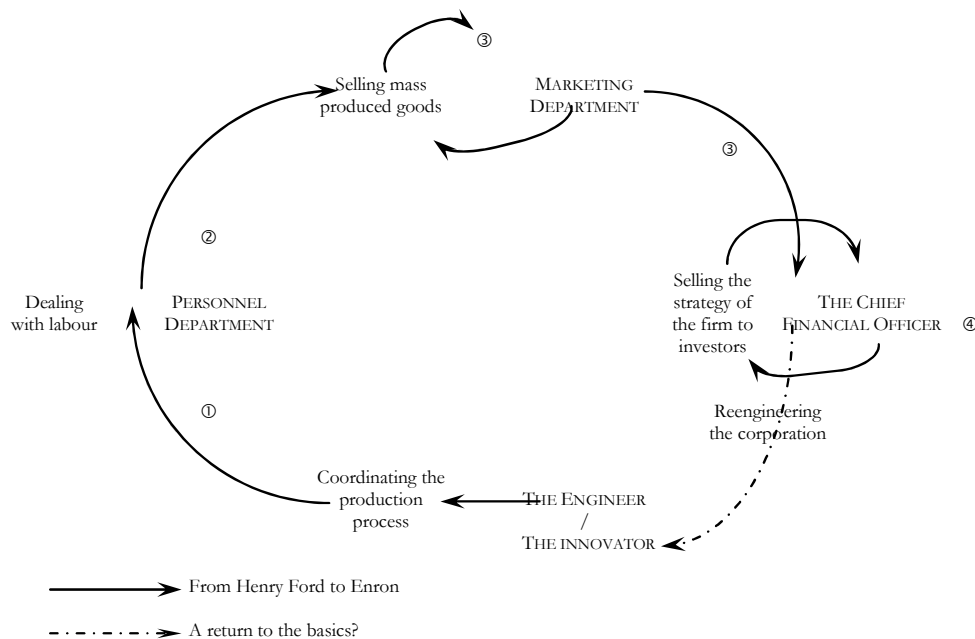 ③
Selling mass
produced goods
MARKETING
DEPARTMENT
③
②
Dealing
with labour
PERSONNEL
DEPARTMENT
Selling the
strategy of
the firm to
investors
THE CHIEF
FINANCIAL OFFICER
④
①
Reengineering
the corporation
Coordinating the
production
process
THE ENGINEER
/
THE INNOVATOR
From Henry Ford to Enron
A return to the basics?